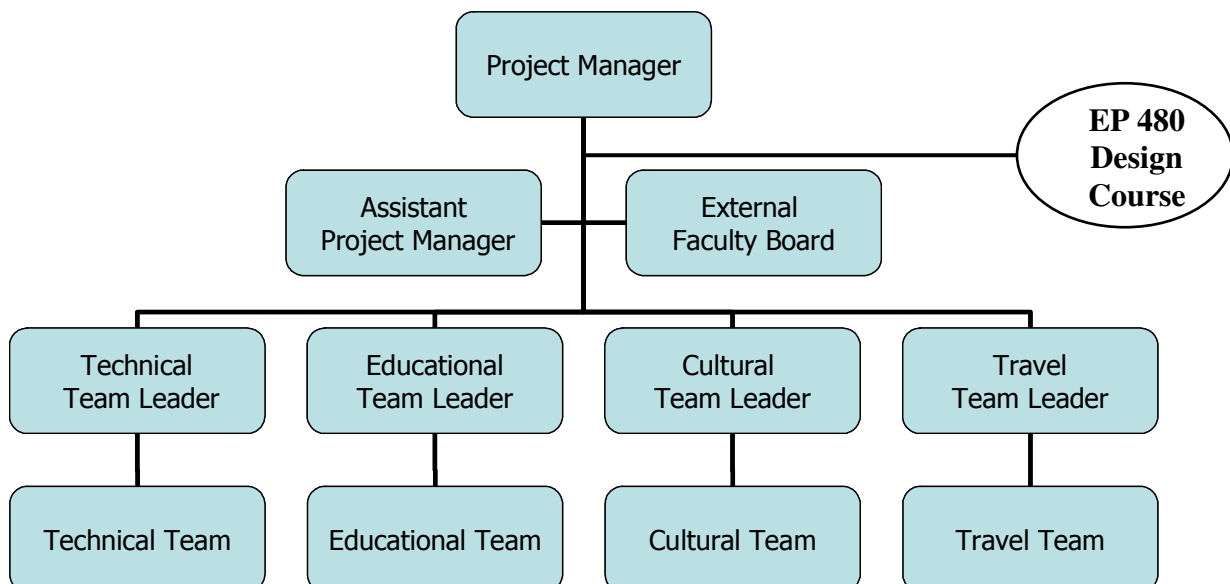 Project Manager
EP 480
Design
Course
Assistant
Project Manager
External
Faculty Board
Technical
Team Leader
Educational
Team Leader
Cultural
Team Leader
Travel
Team Leader
Technical Team
Educational Team
Cultural Team
Travel Team